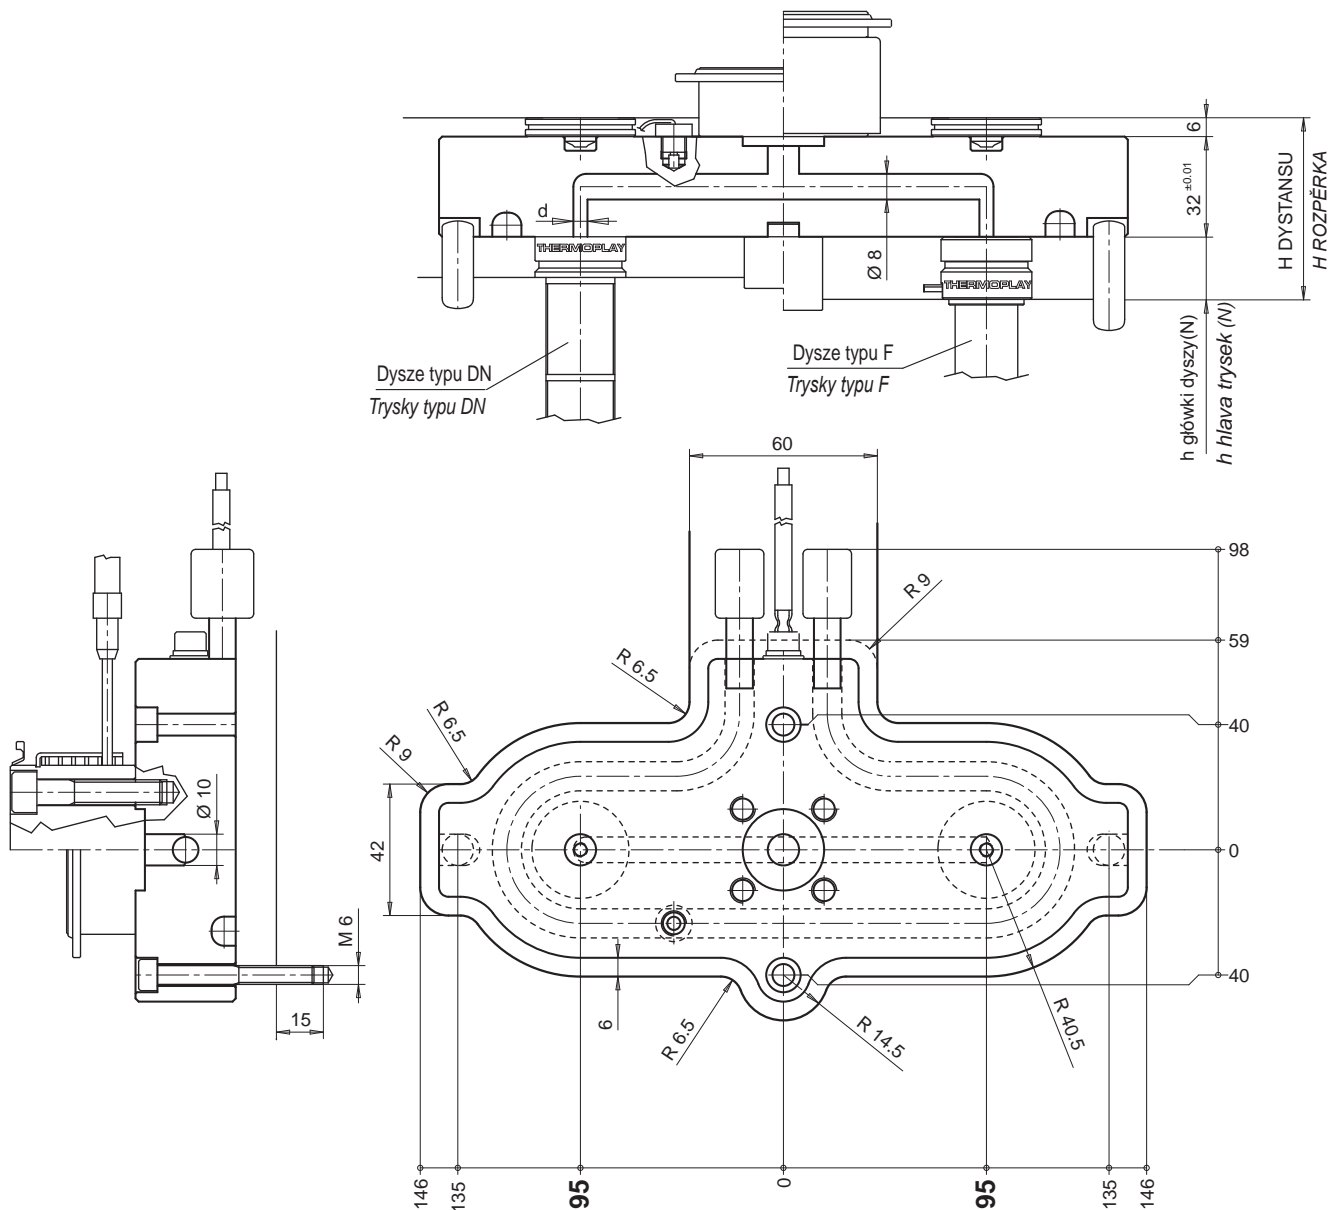 6
32 ±0.01
H DYSTANSU
H ROZPĚRKA
d
THERMOPLAY
Ø 8
THERMOPLAY
h główki dyszy(N)
h hlava trysek (N)
Dysze typu DN
Trysky typu DN
Dysze typu F
Trysky typu F
60
98
R 9
59
R 6.5
R 6.5
40
R 9
Ø 10
42
0
M 6
40
15
6
R 6.5
R 14.5
R 40.5
146
135
95
0
95
135
146